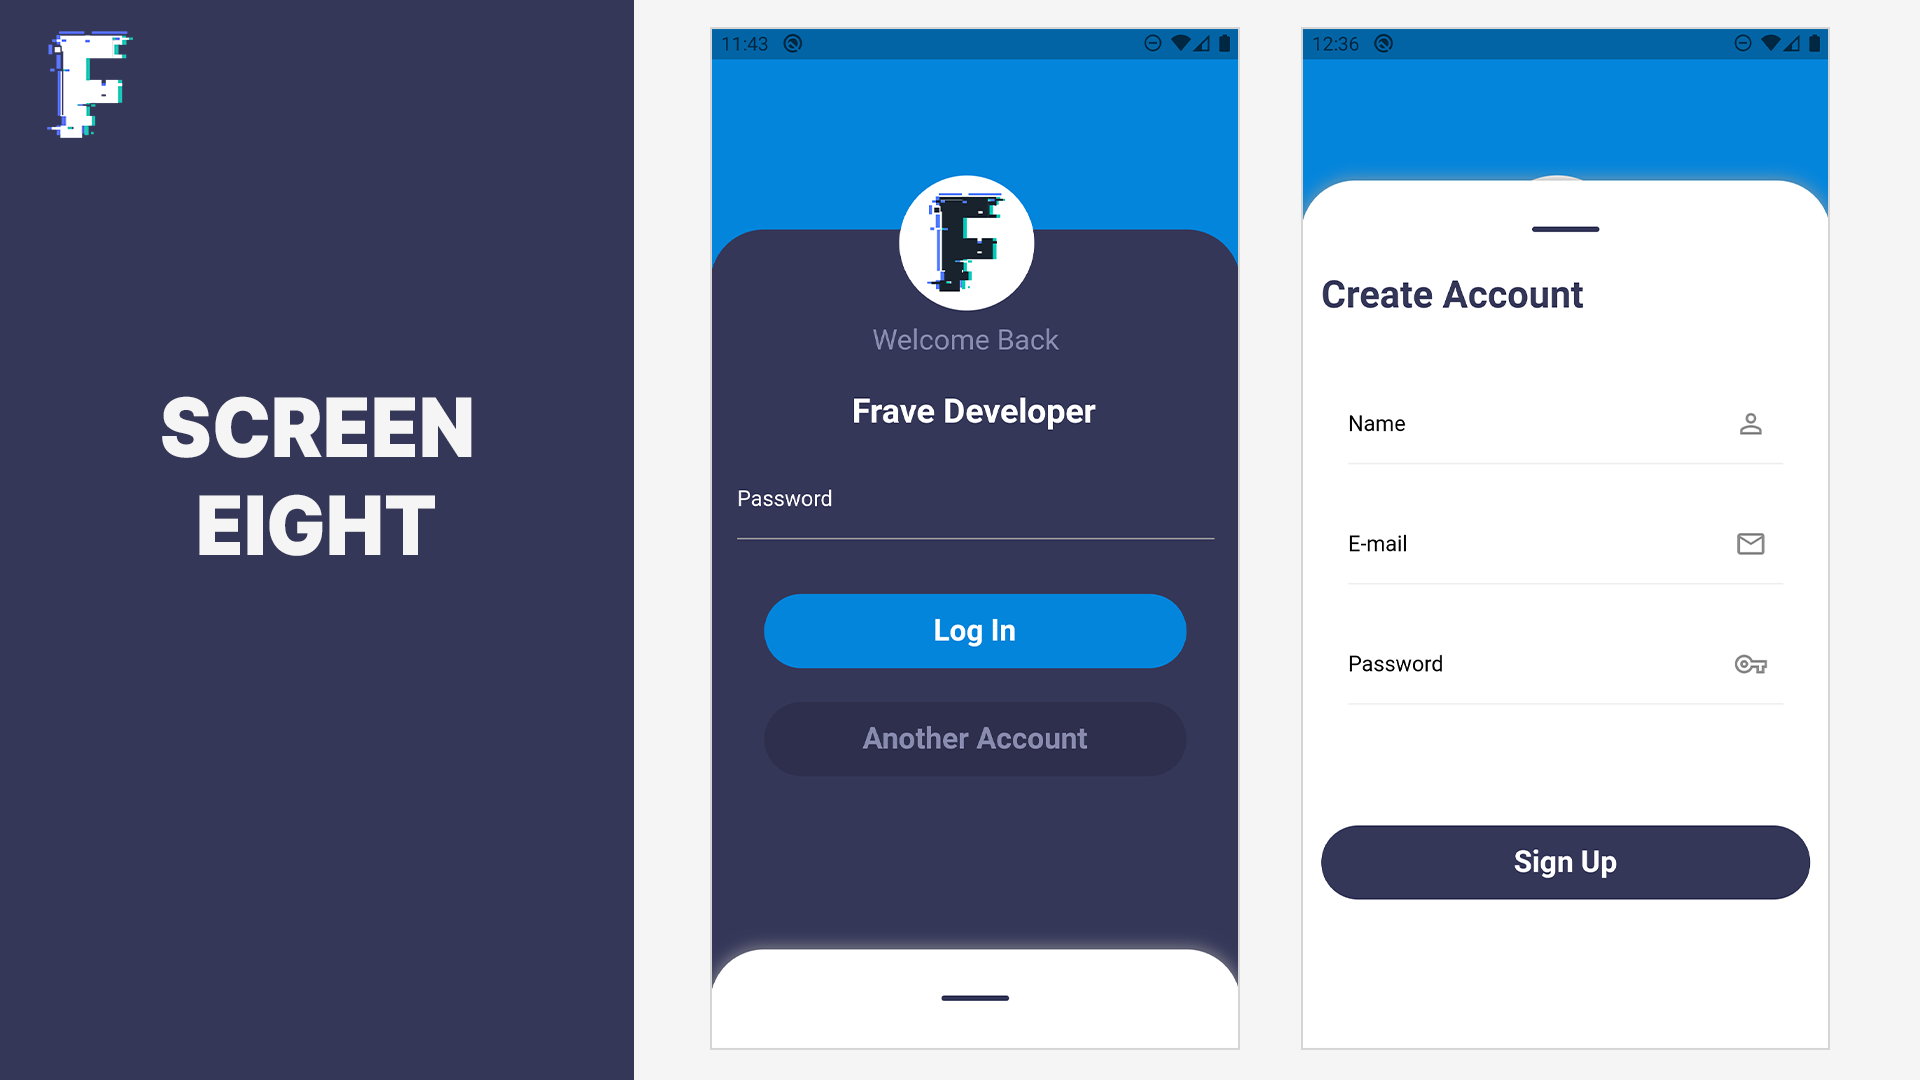 F
SCREEN
EIGHT
11:43
F
Welcome Back
Frave Developer
Password
Log In
Another Account
12:36
Create Account
Name
E-mail
Password
Sign Up